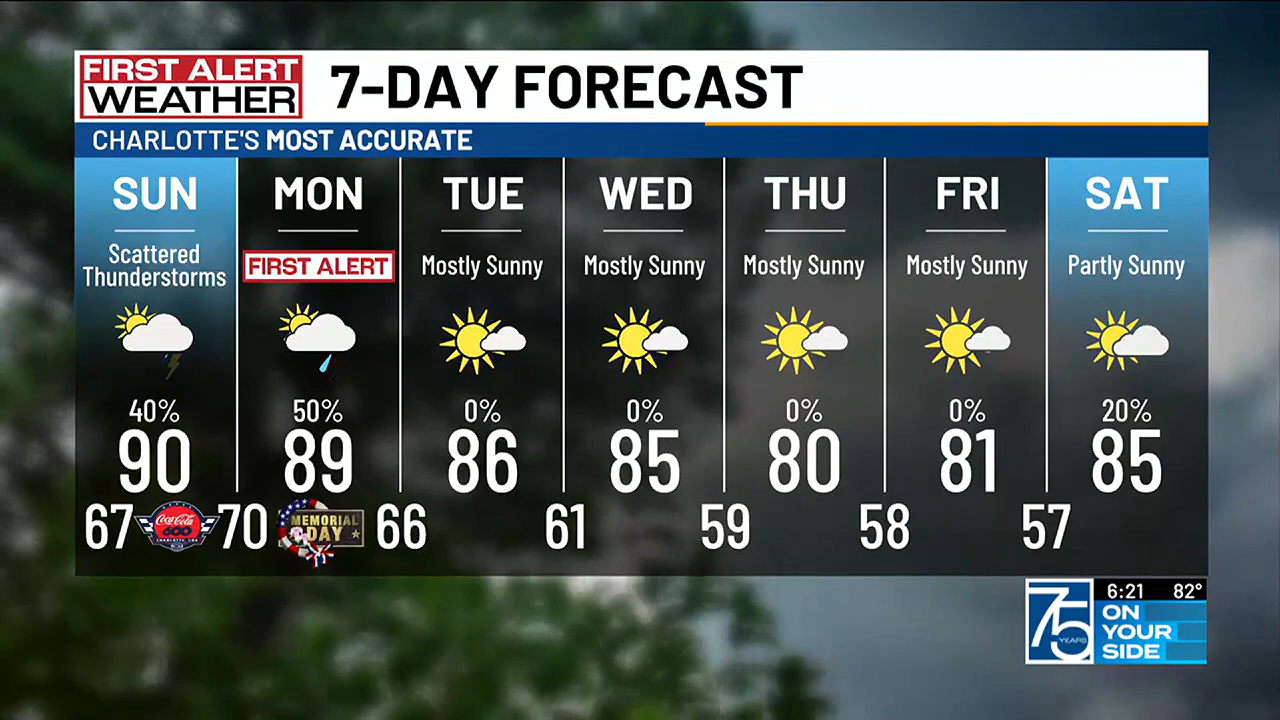 FIRST ALERT
WEATHER
7-DAY FORECAST
CHARLOTTE'S MOST ACCURATE
SUN MON TUE WED THU FRI SAT
Scattered
Thunderstorms
FIRST ALERT
Mostly Sunny
Mostly Sunny
Mostly Sunny
Mostly Sunny
Partly Sunny
40% 50% 0% 0% 0% 0% 20%
90 89 86 85 80 81 85
67 70 66 61 59 58 57
Coca-Cola
600
MEMORIAL
DAY
75
YEARS
6:21 82°
ON
YOUR
SIDE